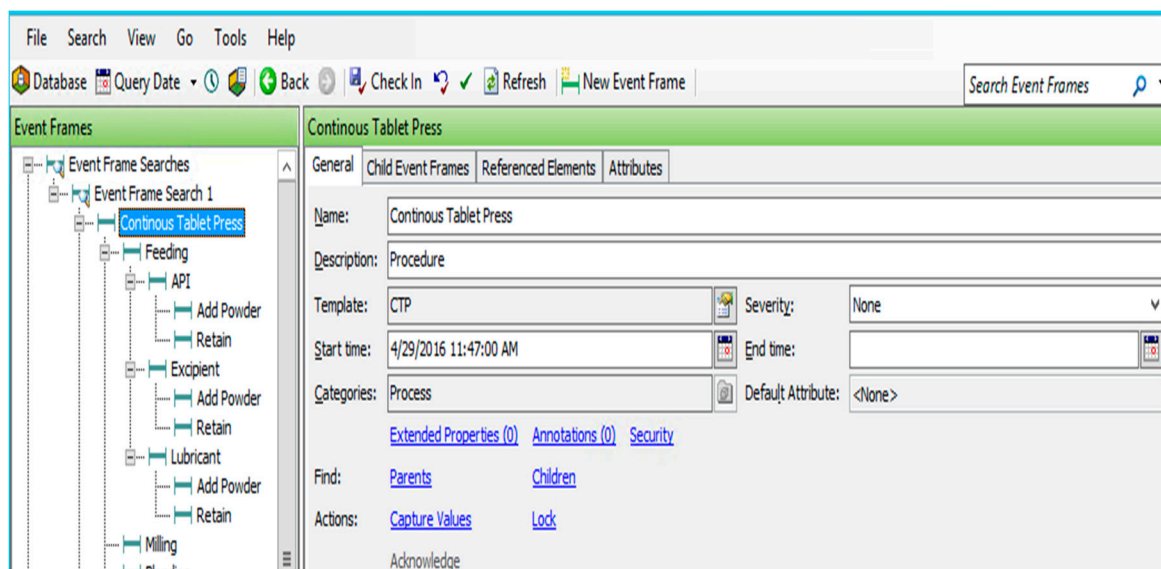 File Search View Go Tools Help
Database Query Date Back Check In Refresh New Event Frame Search Event Frames
Event Frames
Event Frame Searches
Event Frame Search 1
Continous Tablet Press
Feeding
API
Add Powder
Retain
Excipient
Add Powder
Retain
Lubricant
Add Powder
Retain
Milling
Continous Tablet Press
General Child Event Frames Referenced Elements Attributes
Name: Continous Tablet Press
Description: Procedure
Template: CTP Severity: None
Start time: 4/29/2016 11:47:00 AM End time:
Categories: Process Default Attribute: <None>
Extended Properties (0) Annotations (0) Security
Find: Parents Children
Actions: Capture Values Lock
Acknowledge